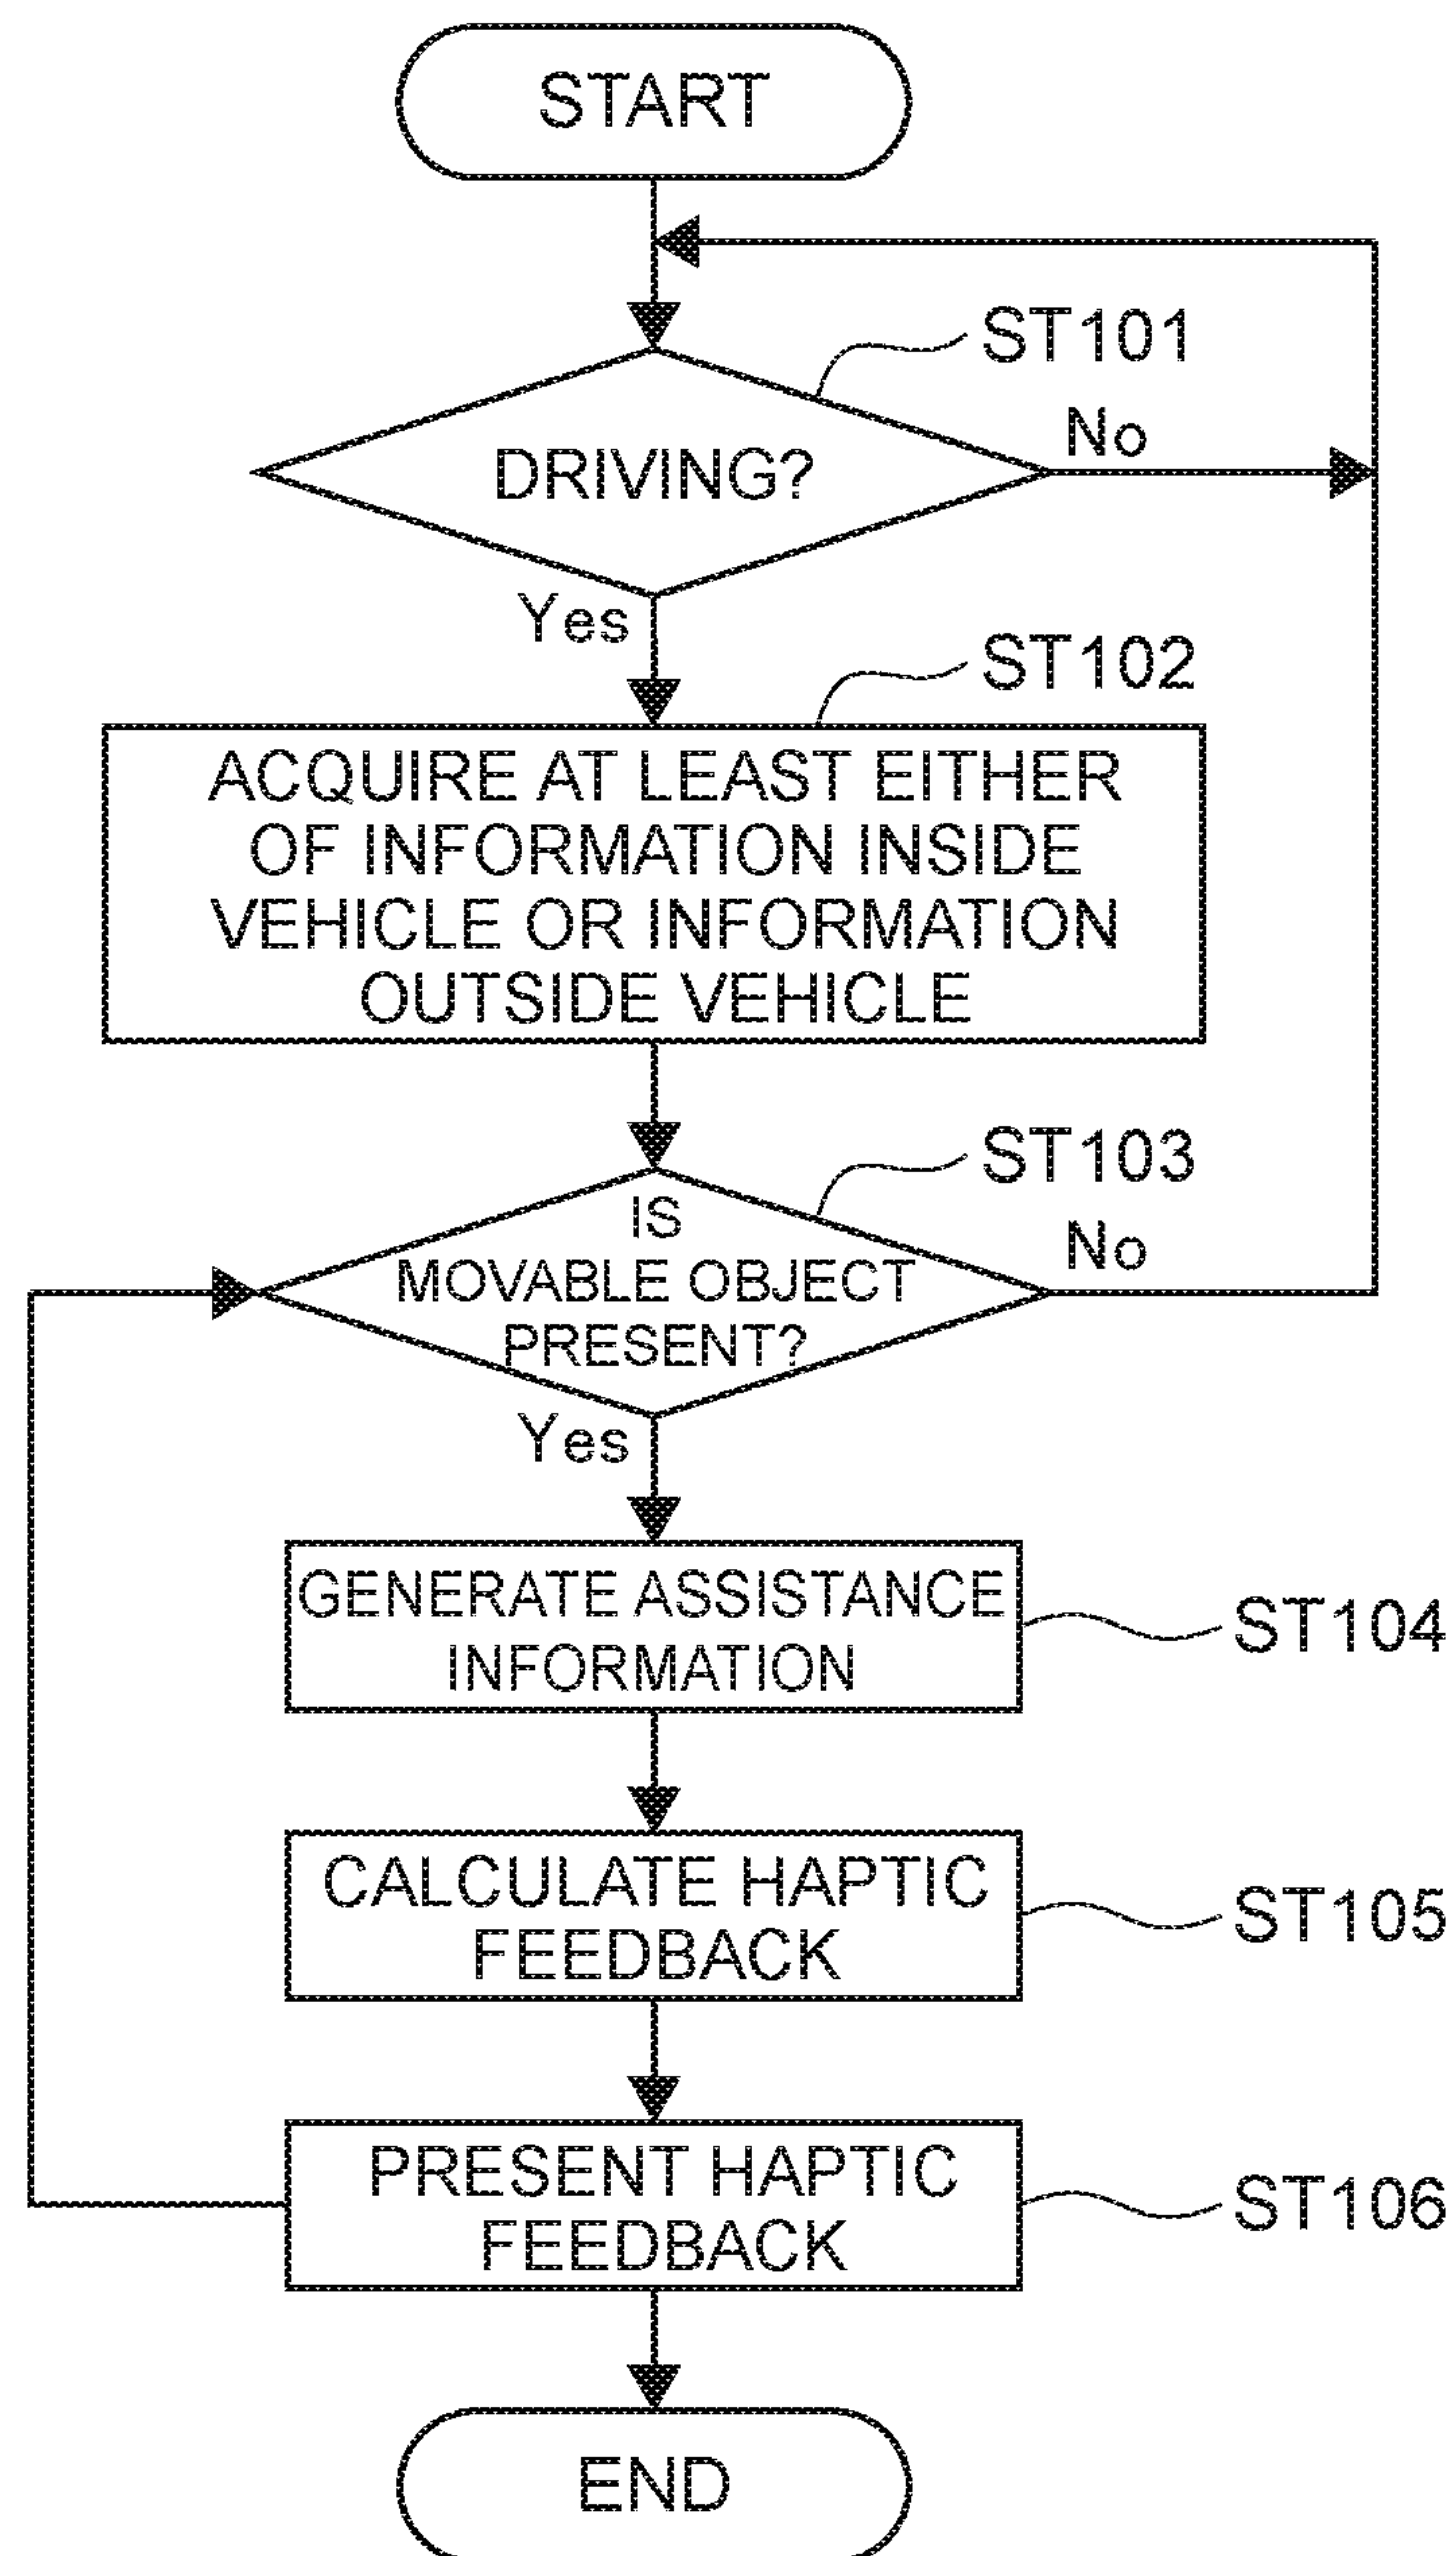 START
ST101
No
DRIVING?
Yes
ST102
ACQUIRE AT LEAST EITHER
OF INFORMATION INSIDE
VEHICLE OR INFORMATION
OUTSIDE VEHICLE
ST103
No
IS
MOVABLE OBJECT
PRESENT?
Yes
GENERATE ASSISTANCE
INFORMATION
ST104
CALCULATE HAPTIC
FEEDBACK
ST105
PRESENT HAPTIC
FEEDBACK
ST106
END